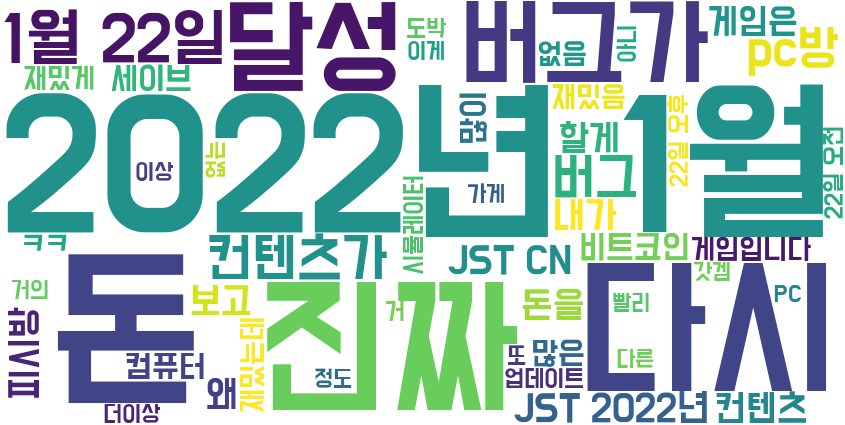 1월 22일
달성
버그가
도박
이게
없음
아니
게임은
pc방
재밌게
세이브
2022년 1월
함이
재밌음
22일 오후
22일 오전
이상
가게
할게
버그
내가
ㅋㅋ
컨텐츠가
시뮬레이터
JST CN
비트코인
게임입니다
돈
진짜
다시
거의
보고
거
돈을
빨리
갓겜
PC
피시방
컴퓨터
왜
재밌는데
정도
또
많은
다른
업데이트
더이상
JST 2022년
컨텐츠